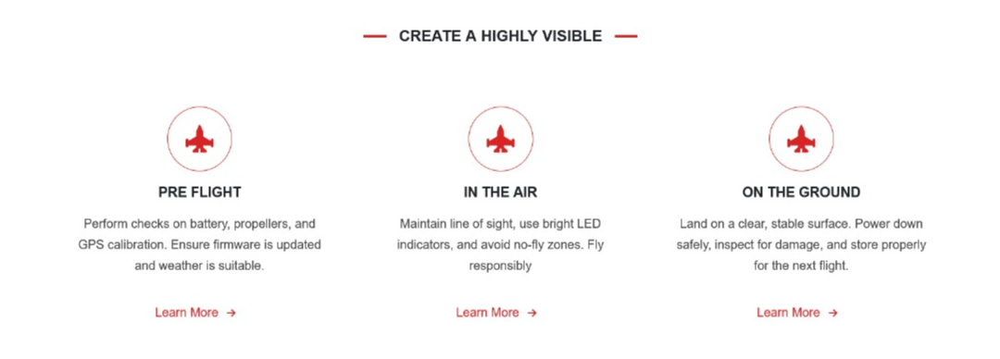 CREATE A HIGHLY VISIBLE
PRE FLIGHT
Perform checks on battery, propellers, and
GPS calibration. Ensure firmware is updated
and weather is suitable.
Learn More →
IN THE AIR
Maintain line of sight, use bright LED
indicators, and avoid no-fly zones. Fly
responsibly
Learn More →
ON THE GROUND
Land on a clear, stable surface. Power down
safely, inspect for damage, and store properly
for the next flight.
Learn More →